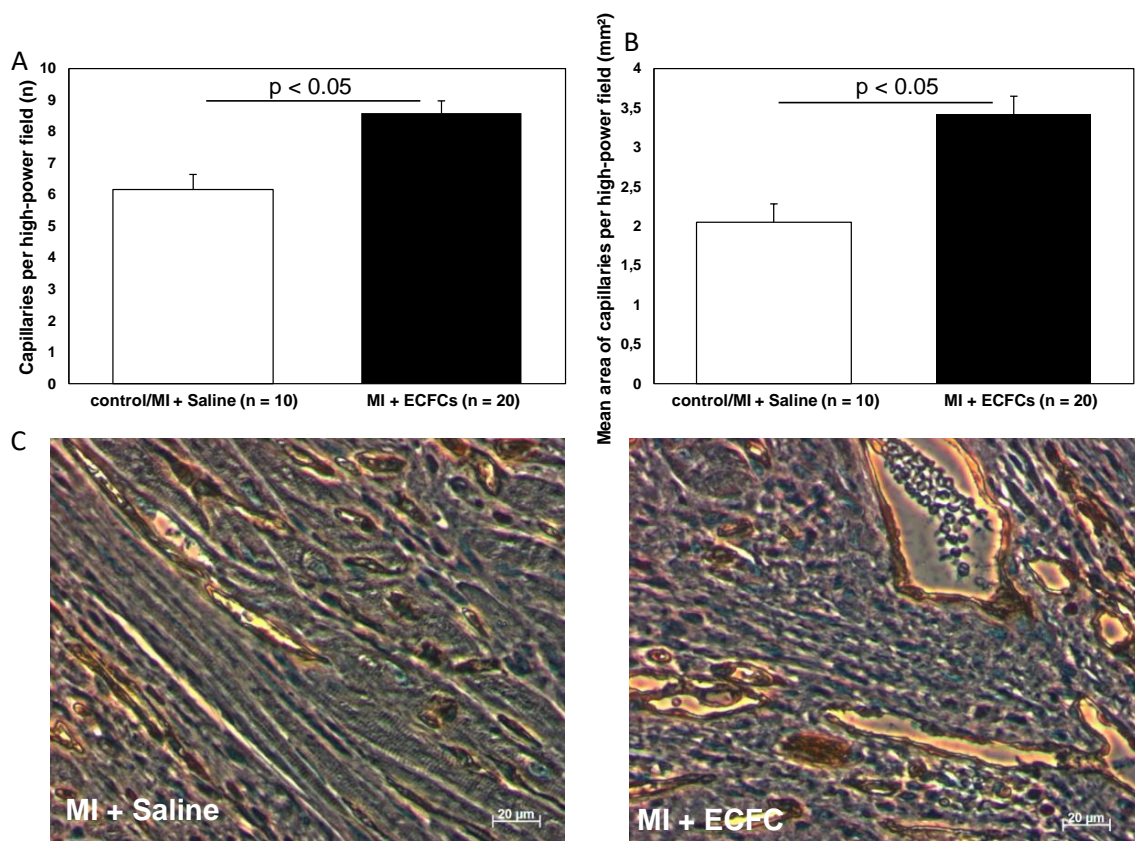 A
Capillaries per high-power field (n)
10
9
8
7
6
5
4
3
2
1
0
p < 0.05
control/MI + Saline (n = 10)
MI + ECFCs (n = 20)
B
Mean area of capillaries per high-power field (mm²)
4
3,5
3
2,5
2
1,5
1
0,5
0
p < 0.05
control/MI + Saline (n = 10)
MI + ECFCs (n = 20)
C
MI + Saline
20 µm
MI + ECFC
20 µm